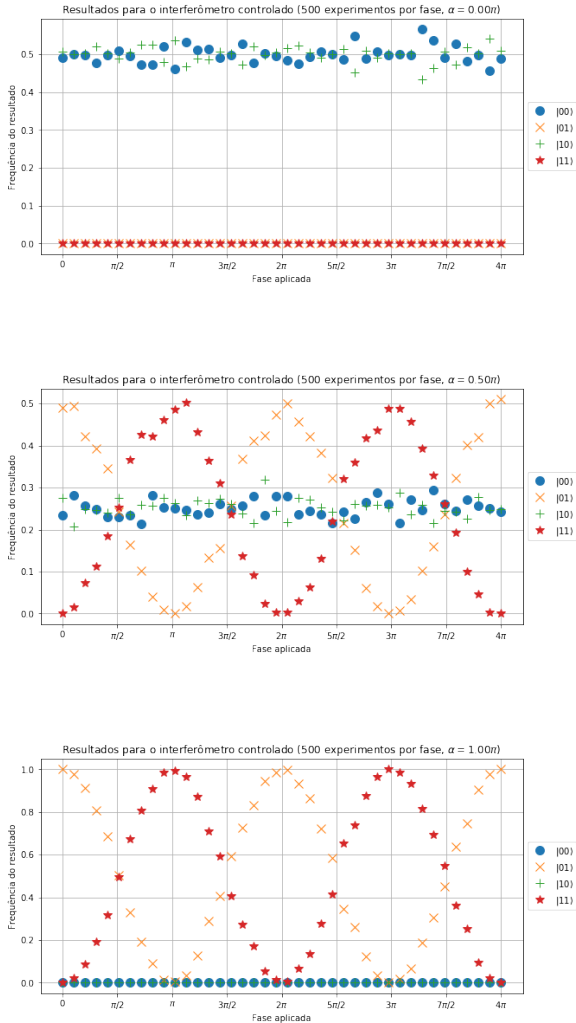 Resultados para o interferômetro controlado (500 experimentos por fase, α = 0.00π)
Frequência do resultado
0.5
0.4
0.3
0.2
0.1
0.0
|00⟩
|01⟩
|10⟩
|11⟩
0 π/2 π 3π/2 2π 5π/2 3π 7π/2 4π
Fase aplicada
Resultados para o interferômetro controlado (500 experimentos por fase, α = 0.50π)
Frequência do resultado
0.5
0.4
0.3
0.2
0.1
0.0
|00⟩
|01⟩
|10⟩
|11⟩
0 π/2 π 3π/2 2π 5π/2 3π 7π/2 4π
Fase aplicada
Resultados para o interferômetro controlado (500 experimentos por fase, α = 1.00π)
Frequência do resultado
1.0
0.8
0.6
0.4
0.2
0.0
|00⟩
|01⟩
|10⟩
|11⟩
0 π/2 π 3π/2 2π 5π/2 3π 7π/2 4π
Fase aplicada